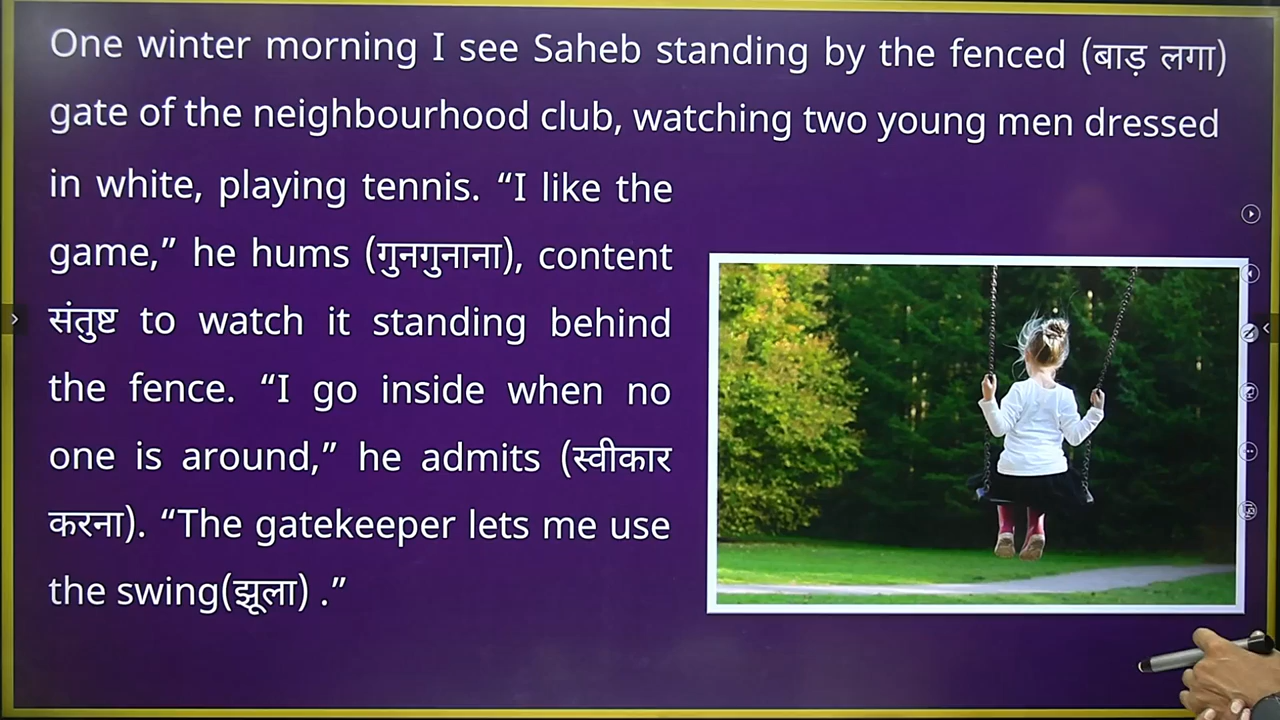 One winter morning I see Saheb standing by the fenced (बाड़ लगा)
gate of the neighbourhood club, watching two young men dressed
in white, playing tennis. “I like the
game,” he hums (गुनगुनाना), content
संतुष्ट to watch it standing behind
the fence. “I go inside when no
one is around,” he admits (स्वीकार
करना). “The gatekeeper lets me use
the swing(झूला) .”